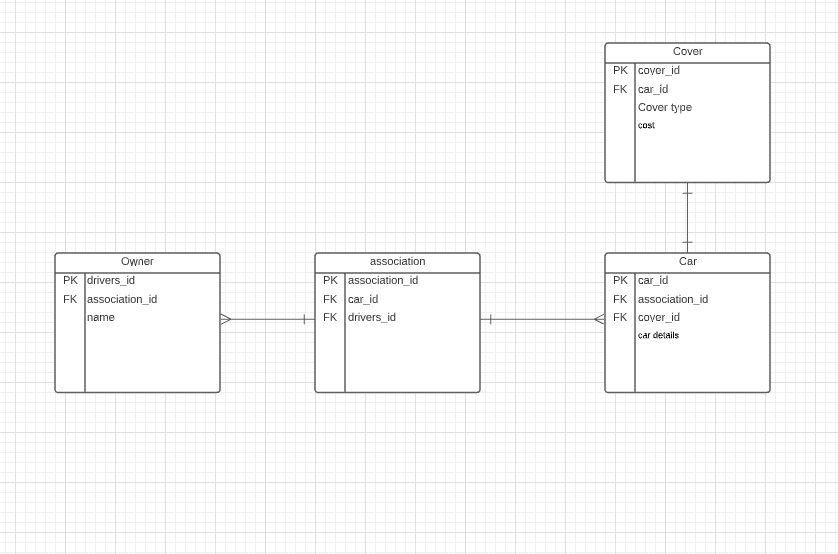 Cover
PK cover_id
FK car_id
Cover type
cost
Owner
PK drivers_id
FK association_id
name
association
PK association_id
FK car_id
FK drivers_id
Car
PK car_id
FK association_id
FK cover_id
car details